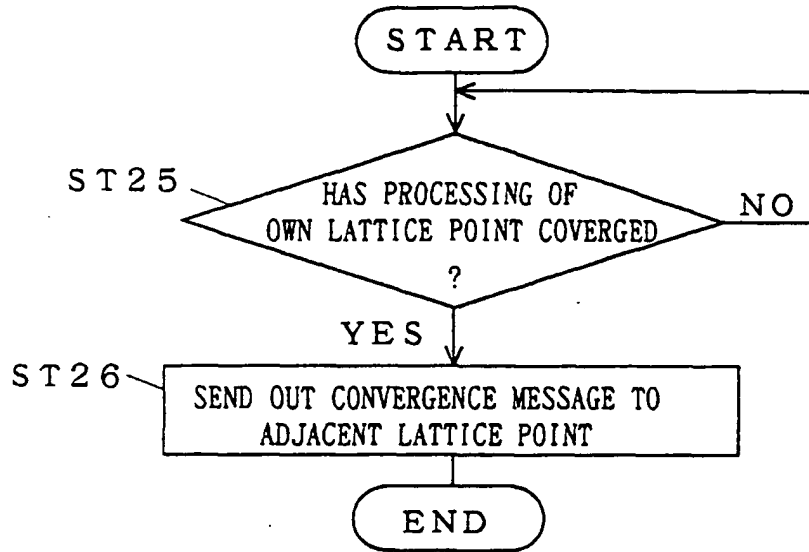 START
ST25
HAS PROCESSING OF
OWN LATTICE POINT COVERGED
?
NO
YES
ST26
SEND OUT CONVERGENCE MESSAGE TO
ADJACENT LATTICE POINT
END